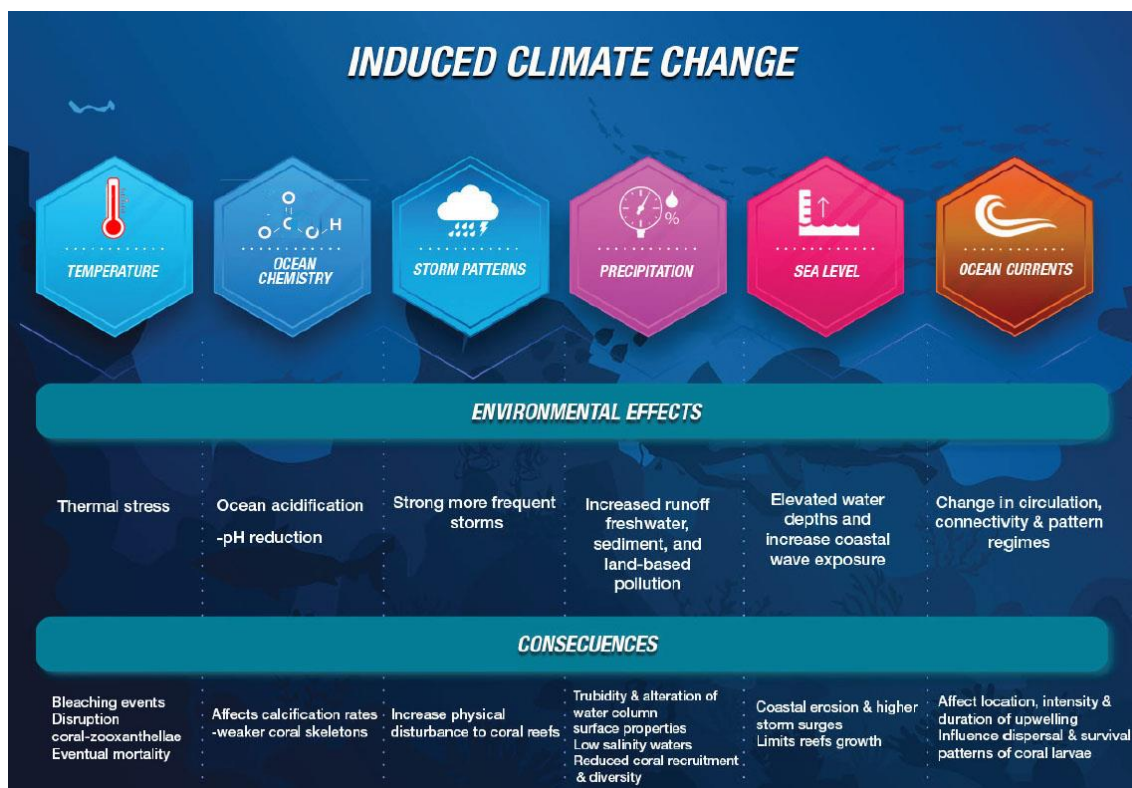 INDUCED CLIMATE CHANGE
TEMPERATURE
O
O C O H
OCEAN
CHEMISTRY
STORM PATTERNS
%
PRECIPITATION
SEA LEVEL
OCEAN CURRENTS
ENVIRONMENTAL EFFECTS
Thermal stress
Ocean acidification
-pH reduction
Strong more frequent
storms
Increased runoff
freshwater,
sediment, and
land-based
pollution
Elevated water
depths and
increase coastal
wave exposure
Change in circulation,
connectivity & pattern
regimes
CONSECUENCES
Bleaching events
Disruption
coral-zooxanthellae
Eventual mortality
Affects calcification rates
-weaker coral skeletons
Increase physical
disturbance to coral reefs
Trubidity & alteration of
water column
surface properties
Low salinity waters
Reduced coral recruitment
& diversity
Coastal erosion & higher
storm surges
Limits reefs growth
Affect location, intensity &
duration of upwelling
Influence dispersal & survival
patterns of coral larvae